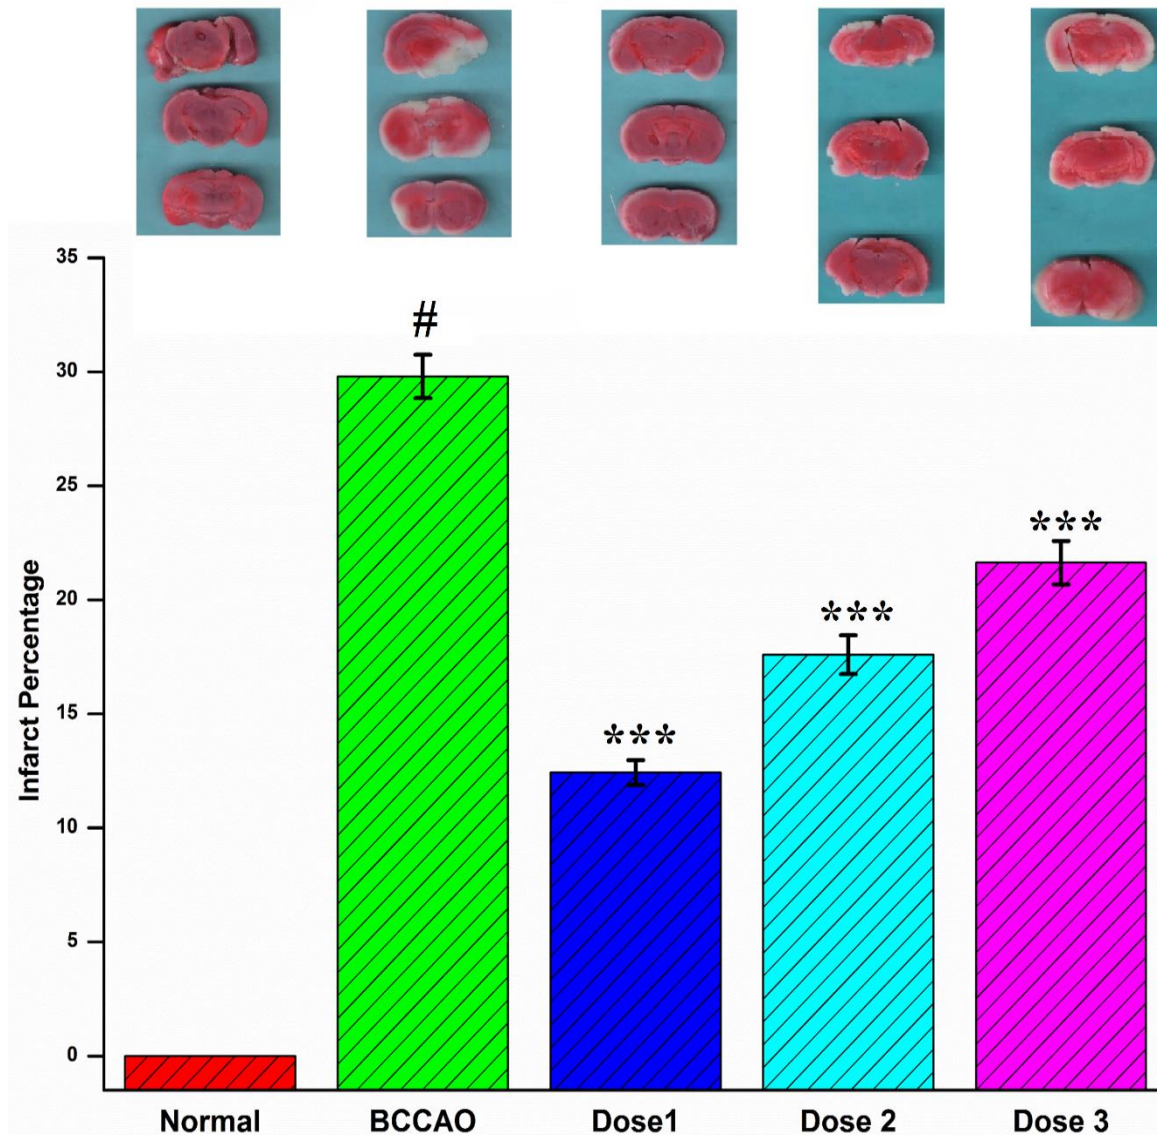 35
#
30
25
***
***
20
***
15
10
5
0
Infarct Percentage
Normal
BCCAO
Dose1
Dose 2
Dose 3